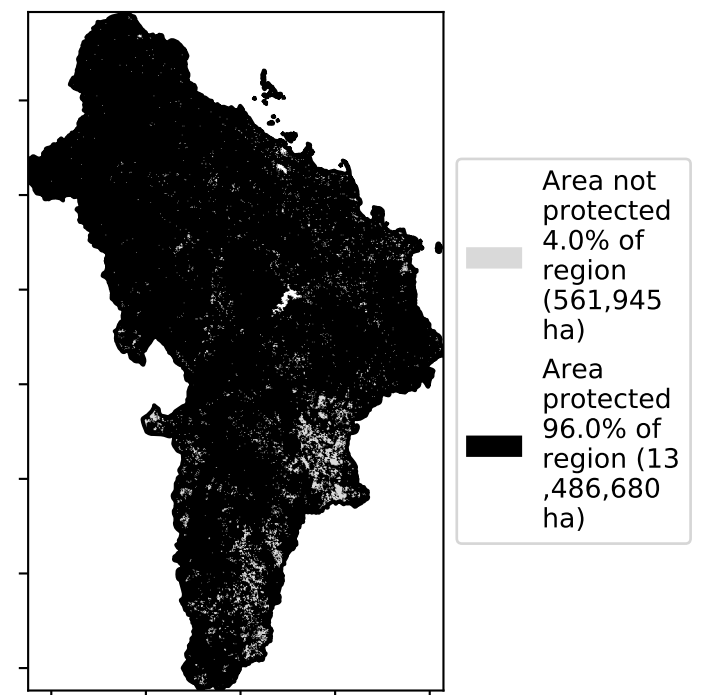 Area not
protected
4.0% of
region
(561,945
ha)
Area
protected
96.0% of
region (13
,486,680
ha)